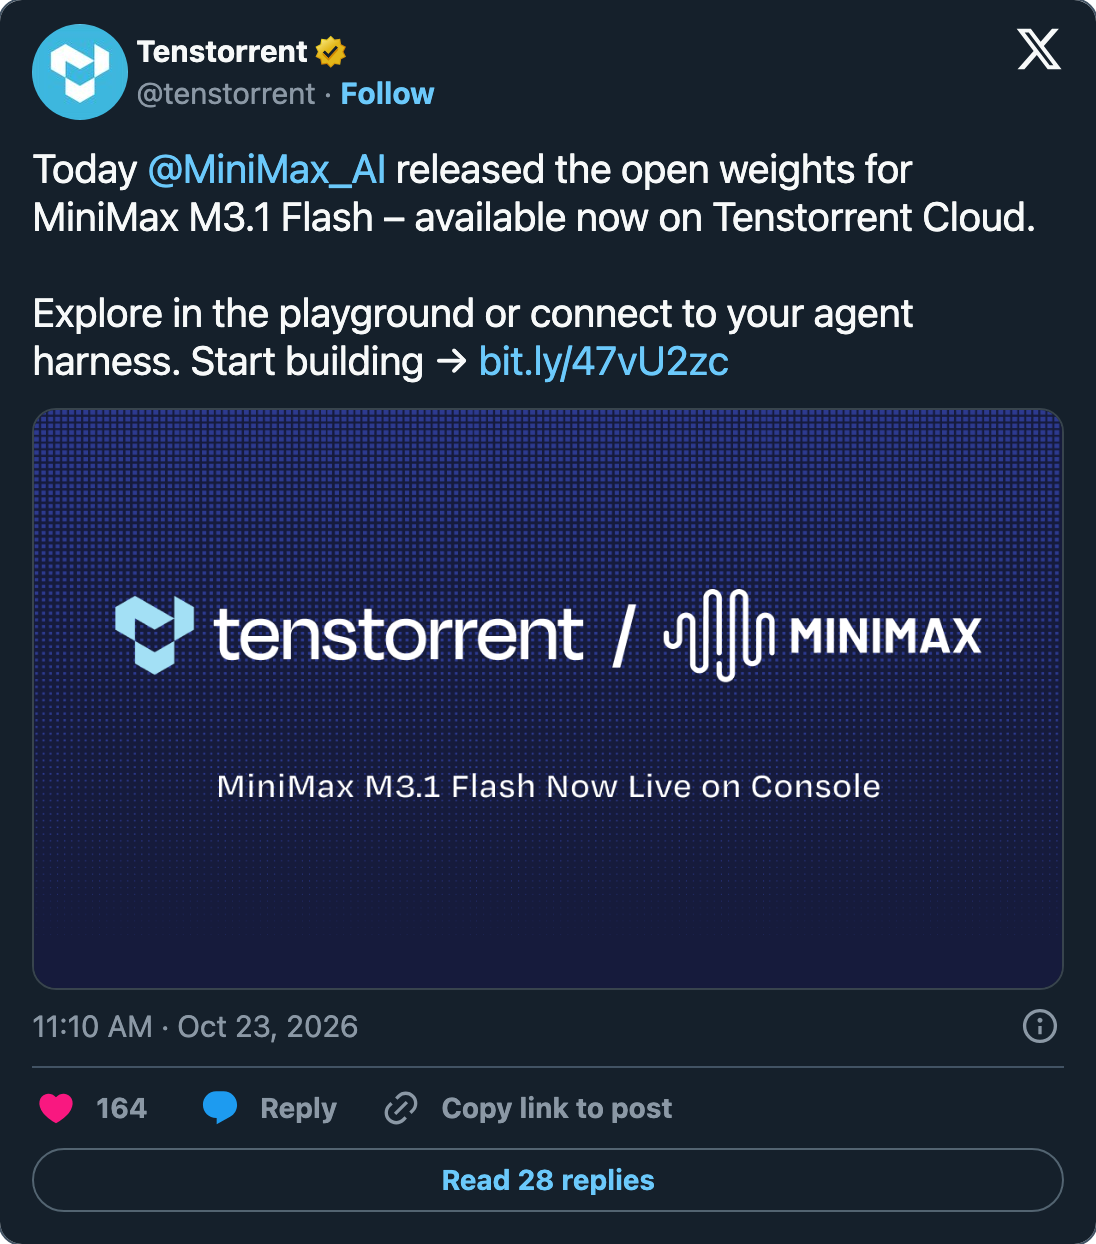 Tenstorrent
@tenstorrent · Follow
Today @MiniMax_AI released the open weights for
MiniMax M3.1 Flash – available now on Tenstorrent Cloud.
Explore in the playground or connect to your agent
harness. Start building → bit.ly/47vU2zc
tenstorrent / MINIMAX
MiniMax M3.1 Flash Now Live on Console
11:10 AM · Oct 23, 2026
164 Reply Copy link to post
Read 28 replies